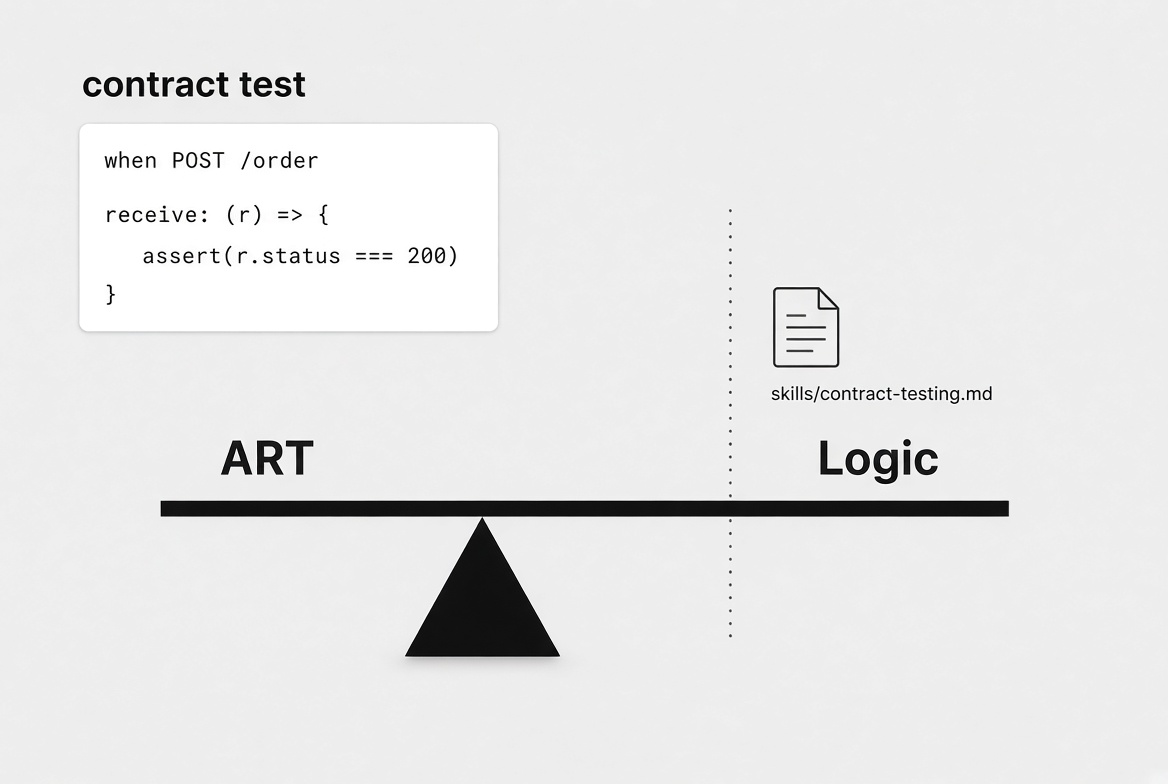 contract test
when POST /order
receive: (r) => {
assert(r.status === 200)
}
skills/contract-testing.md
ART
Logic